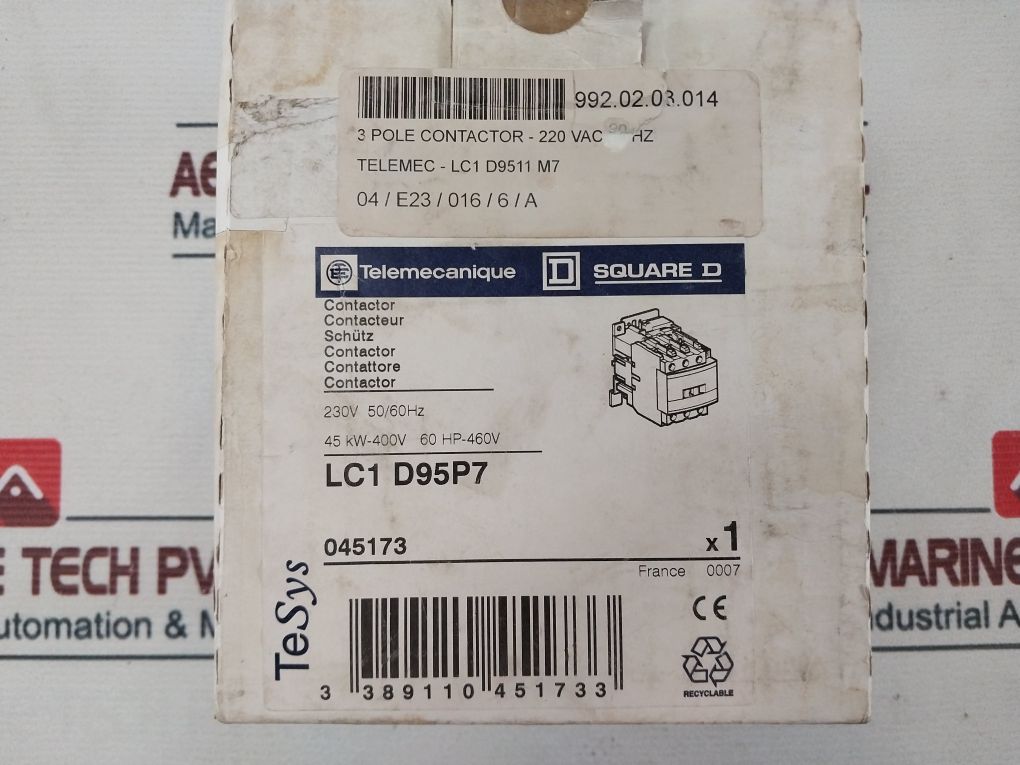 992.02.03.014
3 POLE CONTACTOR - 220 VAC HZ
TELEMEC - LC1 D9511 M7
04 / E23 / 016 / 6 / A
Telemecanique SQUARE D
Contactor
Contacteur
Schütz
Contactor
Contattore
Contactor
230V 50/60Hz
45 kW-400V 60 HP-460V
LC1 D95P7
045173 x 1
France 0007
TeSys
CE
3 389110 451733
RECYCLABLE
AE
Ma
E TECH PV
MARINE
utomation & M
dustrial A